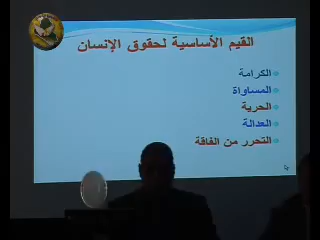 القيم الأساسية لحقوق الإنسان
الكرامة
المساواة
الحرية
العدالة
التحرر من الفاقة